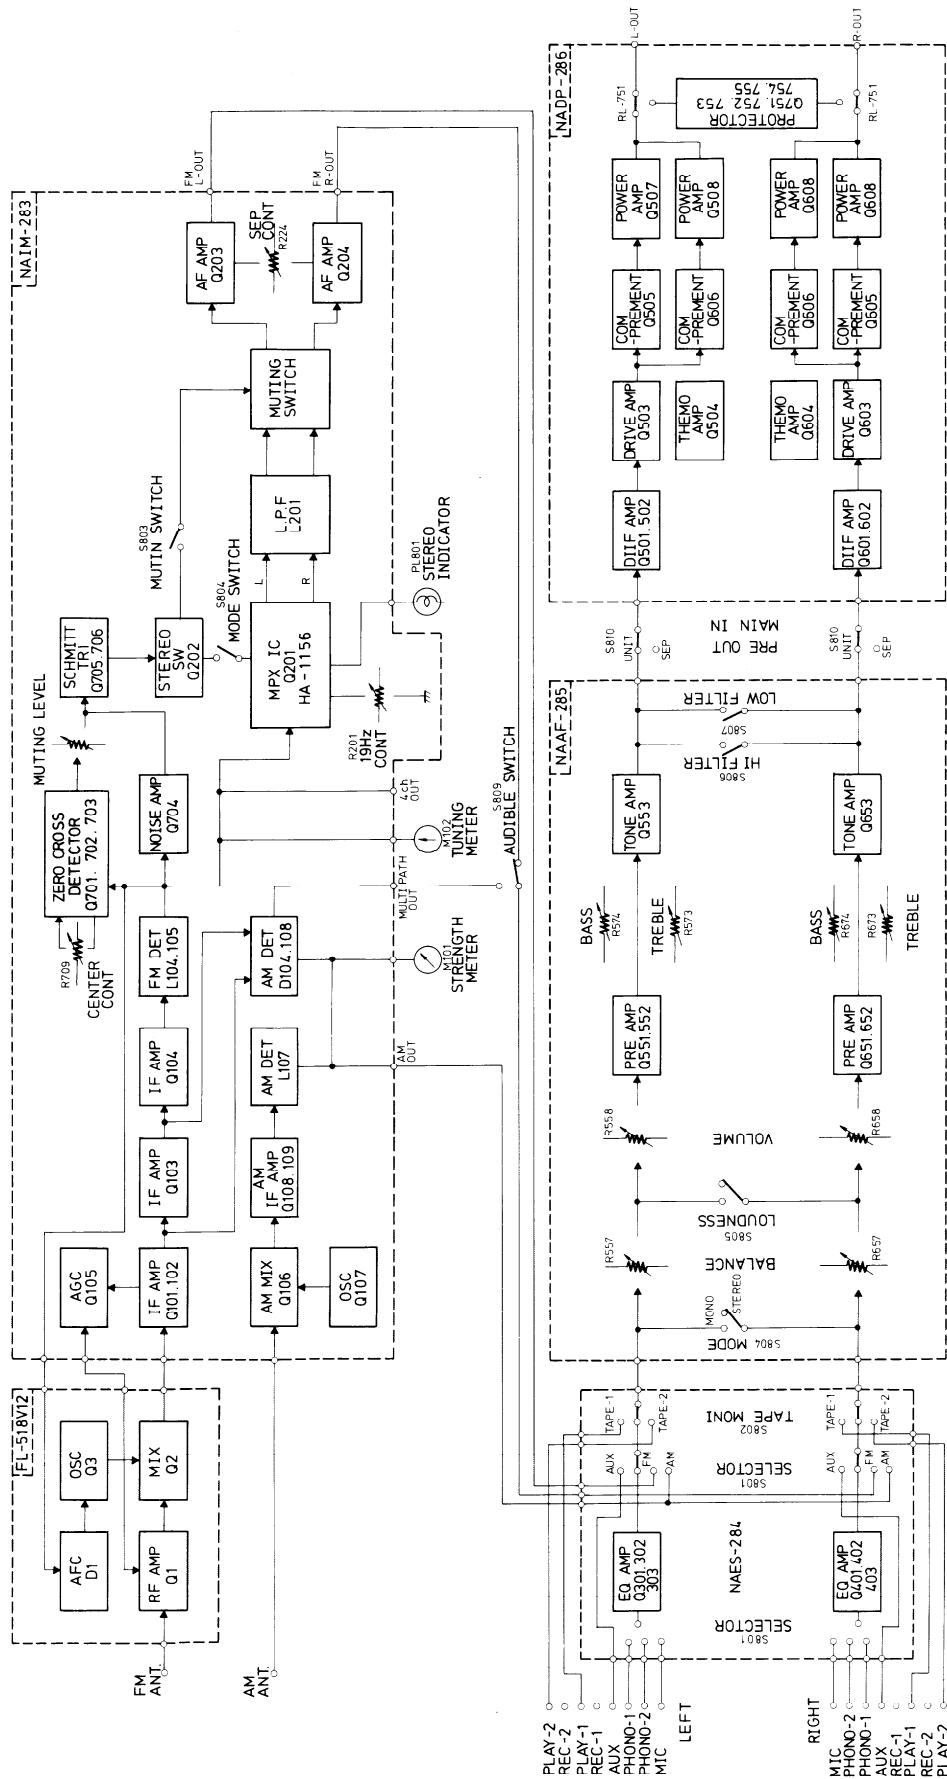 FL-518V12
AFC
D1
OSC
Q3
RF AMP
Q1
MIX
Q2
FM
ANT.
AM
ANT.
NAIM-283
AGC
Q105
IF AMP
Q101.102
IF AMP
Q103
IF AMP
Q104
FM DET
L104.105
NOISE AMP
Q704
ZERO CROSS
DETECTOR
Q701. 702. 703
R709
CENTER
CONT
MUTING LEVEL
SCHMITT
TRI
Q705.706
STEREO
SW
Q202
S803
MUTIN SWITCH
S804
MODE SWITCH
MPX IC
Q201
HA-1156
L
R
L.P.F
L201
MUTING
SWITCH
AF AMP
Q203
SEP
CONT
R224
AF AMP
Q204
FM
L-OUT
FM
R-OUT
AM MIX
Q106
OSC
Q107
AM
IF AMP
Q108.109
AM DET
L107
AM DET
D104.108
AM
OUT
M101
STRENGTH
METER
MULTI PATH
OUT
M102
TUNING
METER
4ch
OUT
R201
19Hz
CONT
PL801
STEREO
INDICATOR
S809
AUDIBLE SWITCH
PLAY-2
REC-2
PLAY-1
REC-1
AUX
PHONO-1
PHONO-2
MIC
LEFT
RIGHT
MIC
PHONO-2
PHONO-1
AUX
REC-1
PLAY-1
REC-2
PLAY-2
NAES-284
S801
SELECTOR
EQ AMP
Q301.302
303
EQ AMP
Q401.402
403
AUX
FM
AM
S801
SELECTOR
AUX
FM
AM
TAPE-1
TAPE-2
S802
TAPE MONI
TAPE-1
TAPE-2
NAAF-285
S804 MODE
MONO
STEREO
R557
BALANCE
R657
S805
LOUDNESS
R558
VOLUME
R658
PRE AMP
Q551.552
PRE AMP
Q651.652
BASS
R574
TREBLE
R573
BASS
R674
R673
TREBLE
TONE AMP
Q553
TONE AMP
Q653
S806
HI FILTER
S807
LOW FILTER
S810
UNIT
SEP
PRE OUT
MAIN IN
S810
UNIT
SEP
NADP-286
DIIF AMP
Q501.502
DRIVE AMP
Q503
THEMO
AMP
Q504
COM
-PREMENT
Q505
COM
-PREMENT
Q606
POWER
AMP
Q507
POWER
AMP
Q508
DIIF AMP
Q601.602
THEMO
AMP
Q604
DRIVE AMP
Q603
COM
-PREMENT
Q606
COM
-PREMENT
Q605
POWER
AMP
Q608
POWER
AMP
Q608
RL-751
PROTECTOR
Q751. 752. 753
754. 755
RL-751
L-OUT
R-OUT